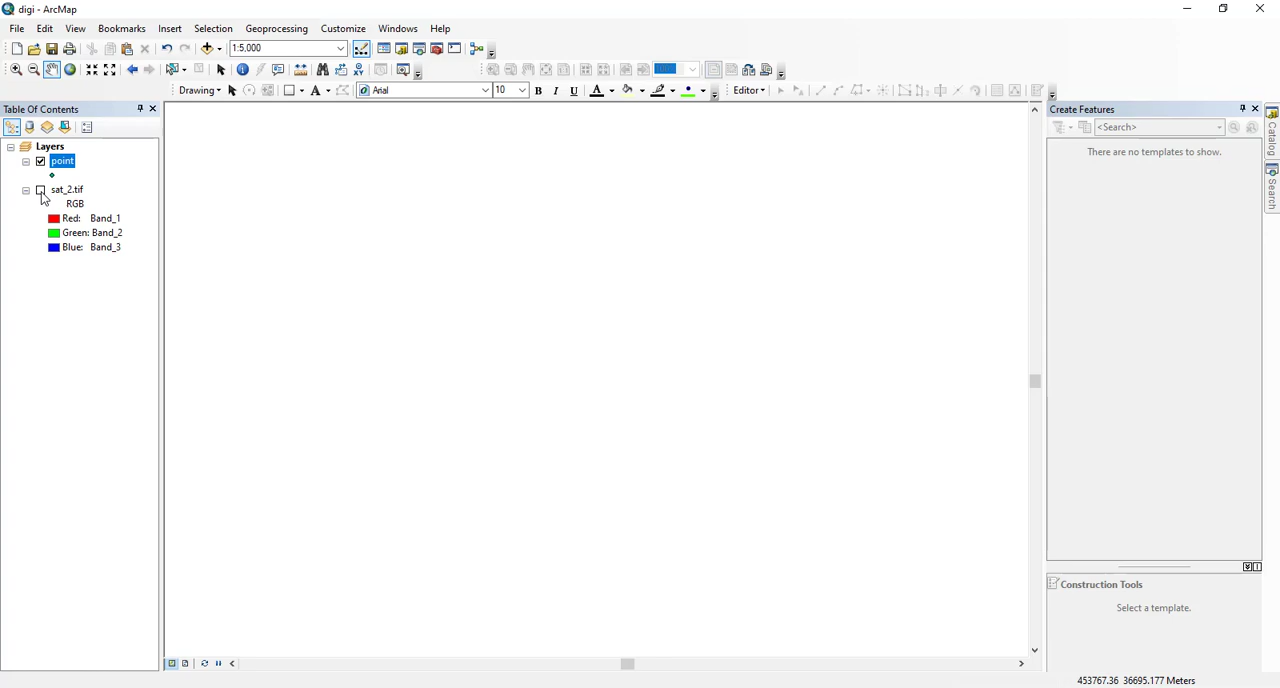 digi - ArcMap
File Edit View Bookmarks Insert Selection Geoprocessing Customize Windows Help
1:5,000
Drawing Arial 10 B I U A Editor
Table Of Contents
Layers
point
sat_2.tif
RGB
Red: Band_1
Green: Band_2
Blue: Band_3
Create Features
<Search>
There are no templates to show.
Construction Tools
Select a template.
Catalog
Search
453767.36 36695.177 Meters